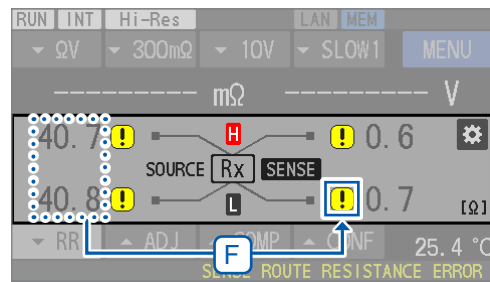 RUN INT Hi-Res LAN MEM
ΩV 300mΩ 10V SLOW1 MENU
---------- mΩ ---------- V
40.7 ! H ! 0.6
SOURCE Rx SENSE
40.8 ! L ! 0.7 [Ω]
RR ADJ COMP CONF 25.4 °C
F
SENSE ROUTE RESISTANCE ERROR